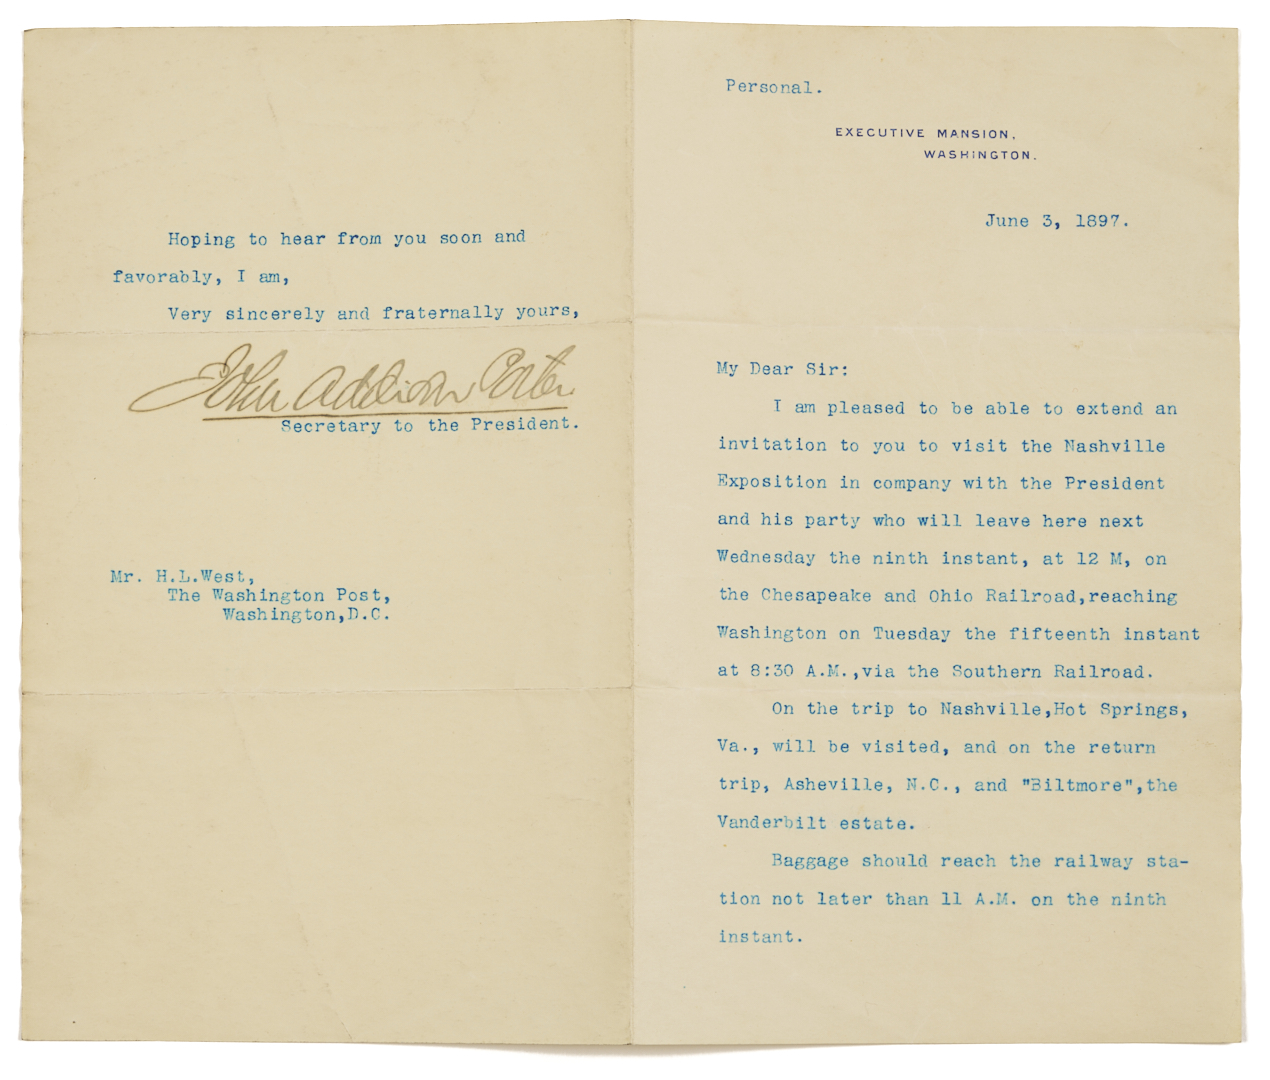 Personal.
EXECUTIVE MANSION,
WASHINGTON.
June 3, 1897.
My Dear Sir:
I am pleased to be able to extend an
invitation to you to visit the Nashville
Exposition in company with the President
and his party who will leave here next
Wednesday the ninth instant, at 12 M, on
the Chesapeake and Ohio Railroad,reaching
Washington on Tuesday the fifteenth instant
at 8:30 A.M.,via the Southern Railroad.
On the trip to Nashville,Hot Springs,
Va., will be visited, and on the return
trip, Asheville, N.C., and "Biltmore",the
Vanderbilt estate.
Baggage should reach the railway sta-
tion not later than 11 A.M. on the ninth
instant.
Hoping to hear from you soon and
favorably, I am,
Very sincerely and fraternally yours,
John Addison Porter
Secretary to the President.
Mr. H.L.West,
The Washington Post,
Washington,D.C.